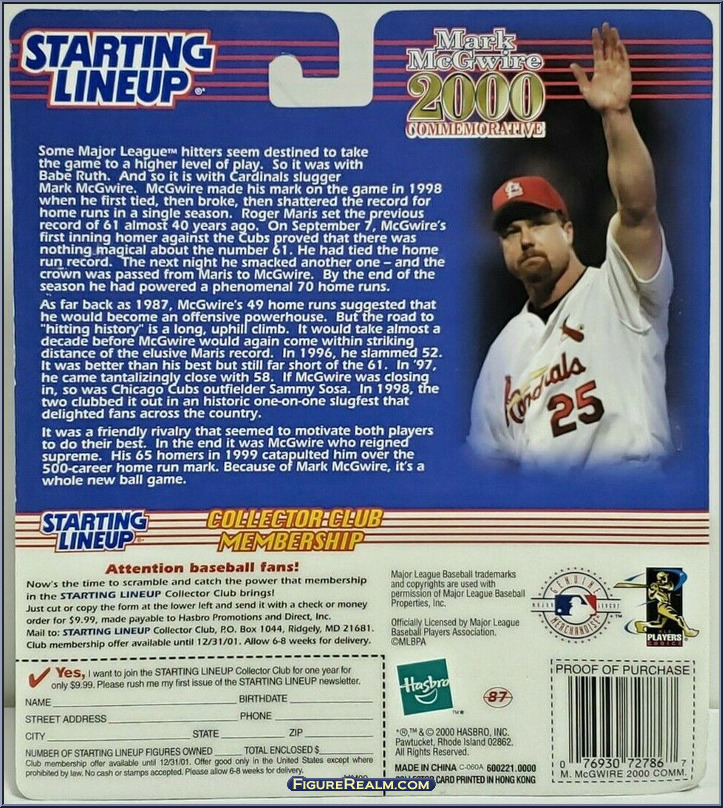 STARTING
LINEUP®
Mark
McGwire
2000
COMMEMORATIVE
Some Major League™ hitters seem destined to take
the game to a higher level of play. So it was with
Babe Ruth. And so it is with Cardinals slugger
Mark McGwire. McGwire made his mark on the game in 1998
when he first tied, then broke, then shattered the record for
home runs in a single season. Roger Maris set the previous
record of 61 almost 40 years ago. On September 7, McGwire's
first inning homer against the Cubs proved that there was
nothing magical about the number 61. He had tied the home
run record. The next night he smacked another one – and the
crown was passed from Maris to McGwire. By the end of the
season he had powered a phenomenal 70 home runs.
As far back as 1987, McGwire's 49 home runs suggested that
he would become an offensive powerhouse. But the road to
"hitting history" is a long, uphill climb. It would take almost a
decade before McGwire would again come within striking
distance of the elusive Maris record. In 1996, he slammed 52.
It was better than his best but still far short of the 61. In '97,
he came tantalizingly close with 58. If McGwire was closing
in, so was Chicago Cubs outfielder Sammy Sosa. In 1998, the
two clubbed it out in an historic one-on-one slugfest that
delighted fans across the country.
It was a friendly rivalry that seemed to motivate both players
to do their best. In the end it was McGwire who reigned
supreme. His 65 homers in 1999 catapulted him over the
500-career home run mark. Because of Mark McGwire, it's a
whole new ball game.
Cardinals
25
STARTING
LINEUP®
COLLECTOR CLUB
MEMBERSHIP
Attention baseball fans!
Now's the time to scramble and catch the power that membership
in the STARTING LINEUP Collector Club brings!
Just cut or copy the form at the lower left and send it with a check or money
order for $9.99, made payable to Hasbro Promotions and Direct, Inc.
Mail to: STARTING LINEUP Collector Club, P.O. Box 1044, Ridgely, MD 21681.
Club membership offer available until 12/31/01. Allow 6-8 weeks for delivery.
Yes, I want to join the STARTING LINEUP Collector Club for one year for
only $9.99. Please rush me my first issue of the STARTING LINEUP newsletter.
NAME BIRTHDATE
STREET ADDRESS PHONE
CITY STATE ZIP
NUMBER OF STARTING LINEUP FIGURES OWNED TOTAL ENCLOSED $
Club membership offer available until 12/31/01. Offer good only in the United States except where
prohibited by law. No cash or stamps accepted. Please allow 6-8 weeks for delivery.
Major League Baseball trademarks
and copyrights are used with
permission of Major League Baseball
Properties, Inc.
Officially Licensed by Major League
Baseball Players Association.
©MLBPA
GENUINE
MAJOR LEAGUE
MERCHANDISE
PLAYERS
CHOICE
Hasbro
™®
87
*®,™& © 2000 HASBRO, INC.
Pawtucket, Rhode Island 02862.
All Rights Reserved.
MADE IN CHINA C-060A 600221.0000
COLLECTOR CARD PRINTED IN HONG KONG
PROOF OF PURCHASE
0 76930 72786 7
M. McGWIRE 2000 COMM.
FIGUREREALM.COM